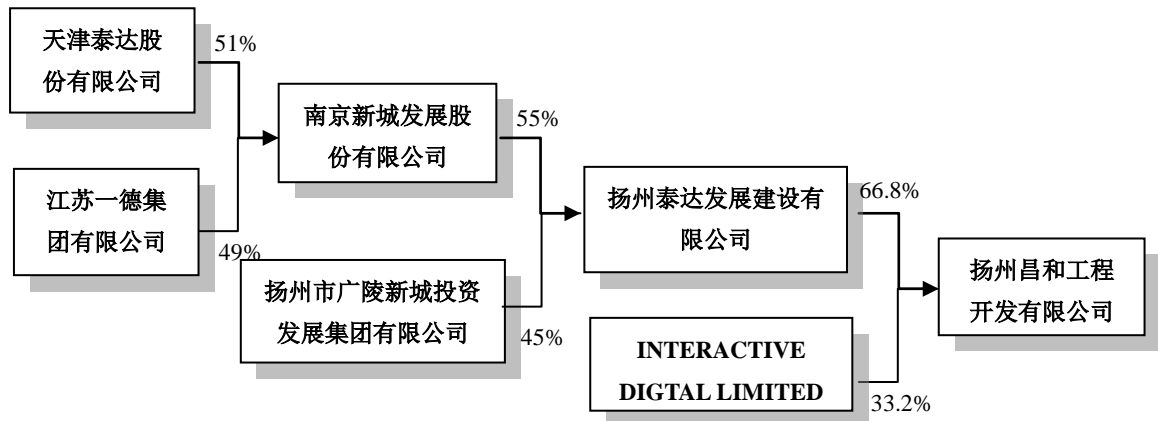 天津泰达股
份有限公司
51%
江苏一德集
团有限公司
49%
南京新城发展股
份有限公司
55%
扬州市广陵新城投资
发展集团有限公司
45%
扬州泰达发展建设有
限公司
66.8%
INTERACTIVE
DIGTAL LIMITED
33.2%
扬州昌和工程
开发有限公司